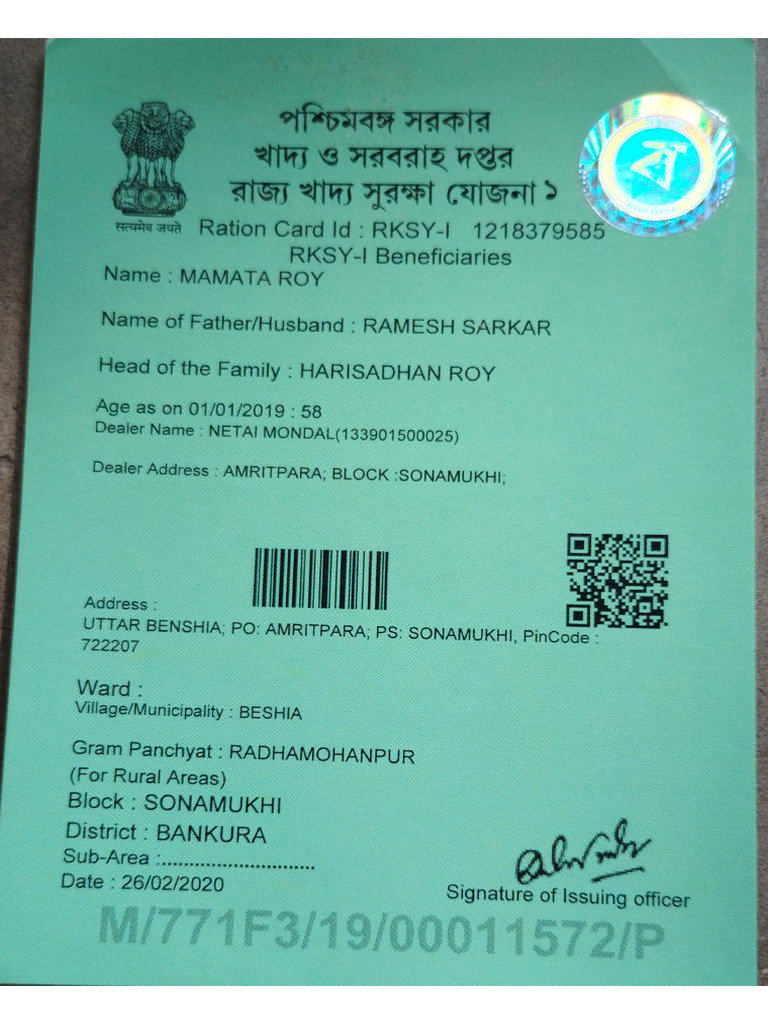 পশ্চিমবঙ্গ সরকার
খাদ্য ও সরবরাহ দপ্তর
রাজ্য খাদ্য সুরক্ষা যোজনা ১
सत्यमेव जयते
Ration Card Id : RKSY-I 1218379585
RKSY-I Beneficiaries
Name : MAMATA ROY
Name of Father/Husband : RAMESH SARKAR
Head of the Family : HARISADHAN ROY
Age as on 01/01/2019 : 58
Dealer Name : NETAI MONDAL(133901500025)
Dealer Address : AMRITPARA; BLOCK :SONAMUKHI;
Address :
UTTAR BENSHIA; PO: AMRITPARA; PS: SONAMUKHI, PinCode :
722207
Ward :
Village/Municipality : BESHIA
Gram Panchyat : RADHAMOHANPUR
(For Rural Areas)
Block : SONAMUKHI
District : BANKURA
Sub-Area :............................
Date : 26/02/2020
Signature of Issuing officer
M/771F3/19/00011572/P